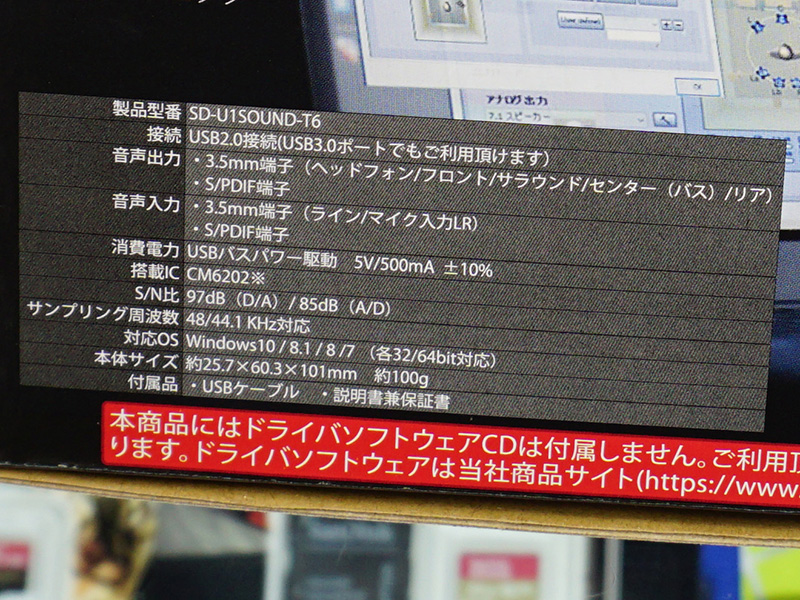 アナログ出力
7.1 スピーカー
製品型番 SD-U1SOUND-T6
接続 USB2.0接続(USB3.0ポートでもご利用頂けます)
音声出力 ・3.5mm端子（ヘッドフォン/フロント/サラウンド/センター（バス）/リア）
・S/PDIF端子
音声入力 ・3.5mm端子（ライン/マイク入力LR）
・S/PDIF端子
消費電力 USBバスパワー駆動 5V/500mA ±10%
搭載IC CM6202※
S/N比 97dB（D/A）/ 85dB（A/D）
サンプリング周波数 48/44.1 KHz対応
対応OS Windows10 / 8.1 / 8 /7 （各32/64bit対応）
本体サイズ 約25.7×60.3×101mm 約100g
付属品 ・USBケーブル ・説明書兼保証書
本商品にはドライバソフトウェアCDは付属しません。ご利用頂
ります。ドライバソフトウェアは当社商品サイト(https://www.